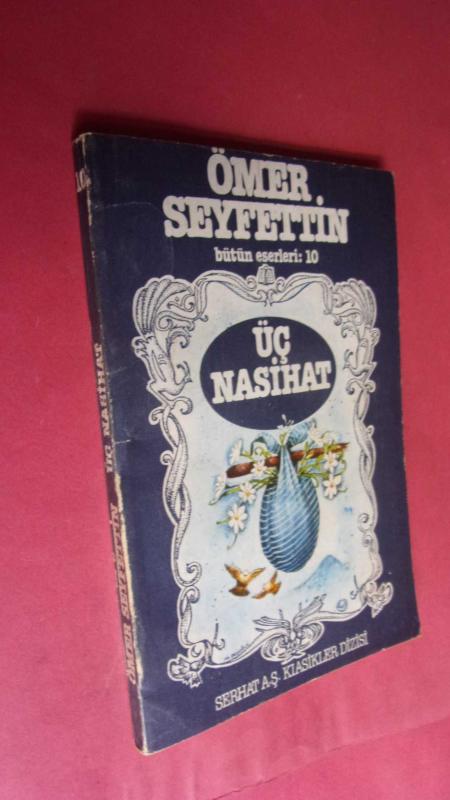 ÖMER
SEYFETTİN
bütün eserleri: 10
ÜÇ
NASİHAT
SERHAT A.Ş. KLASİKLER DİZİSİ
ÖMER SEYFETTİN
ÜÇ NASİHAT